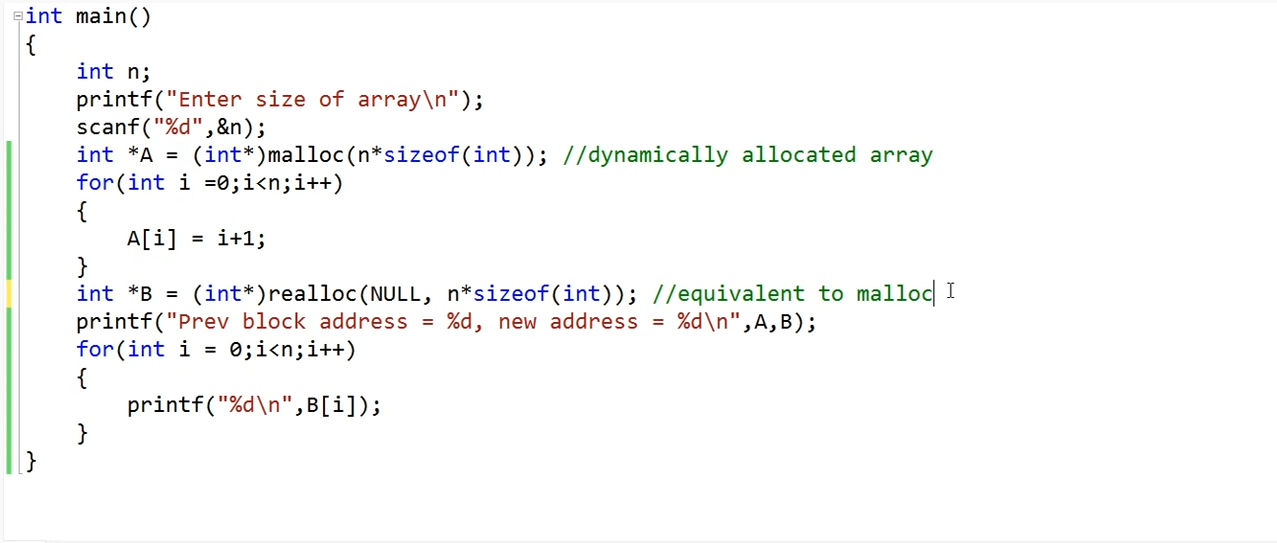 int main()
{
    int n;
    printf("Enter size of array\n");
    scanf("%d",&n);
    int *A = (int*)malloc(n*sizeof(int)); //dynamically allocated array
    for(int i =0;i<n;i++)
    {
        A[i] = i+1;
    }
    int *B = (int*)realloc(NULL, n*sizeof(int)); //equivalent to malloc
    printf("Prev block address = %d, new address = %d\n",A,B);
    for(int i = 0;i<n;i++)
    {
        printf("%d\n",B[i]);
    }
}